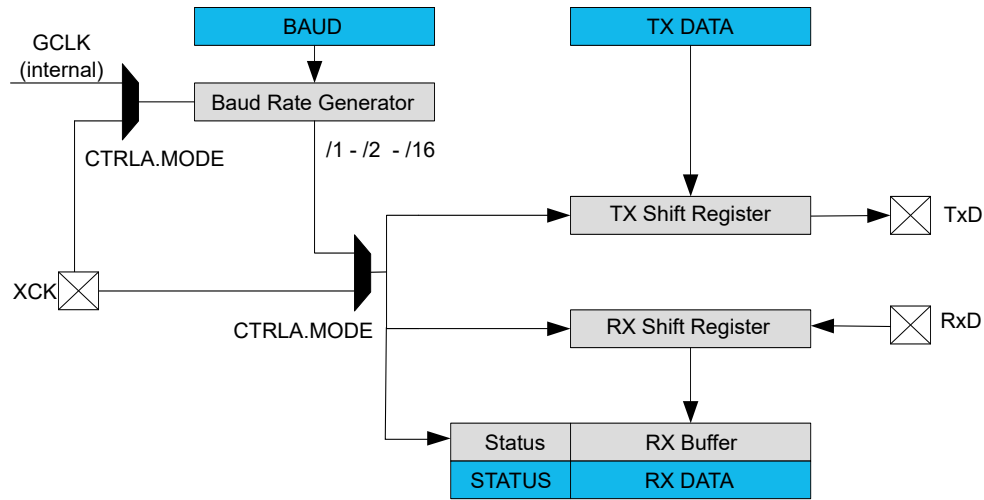 BAUD
TX DATA
GCLK
(internal)
Baud Rate Generator
CTRLA.MODE
/1 - /2 - /16
TX Shift Register
TxD
XCK
CTRLA.MODE
RX Shift Register
RxD
Status
RX Buffer
STATUS
RX DATA